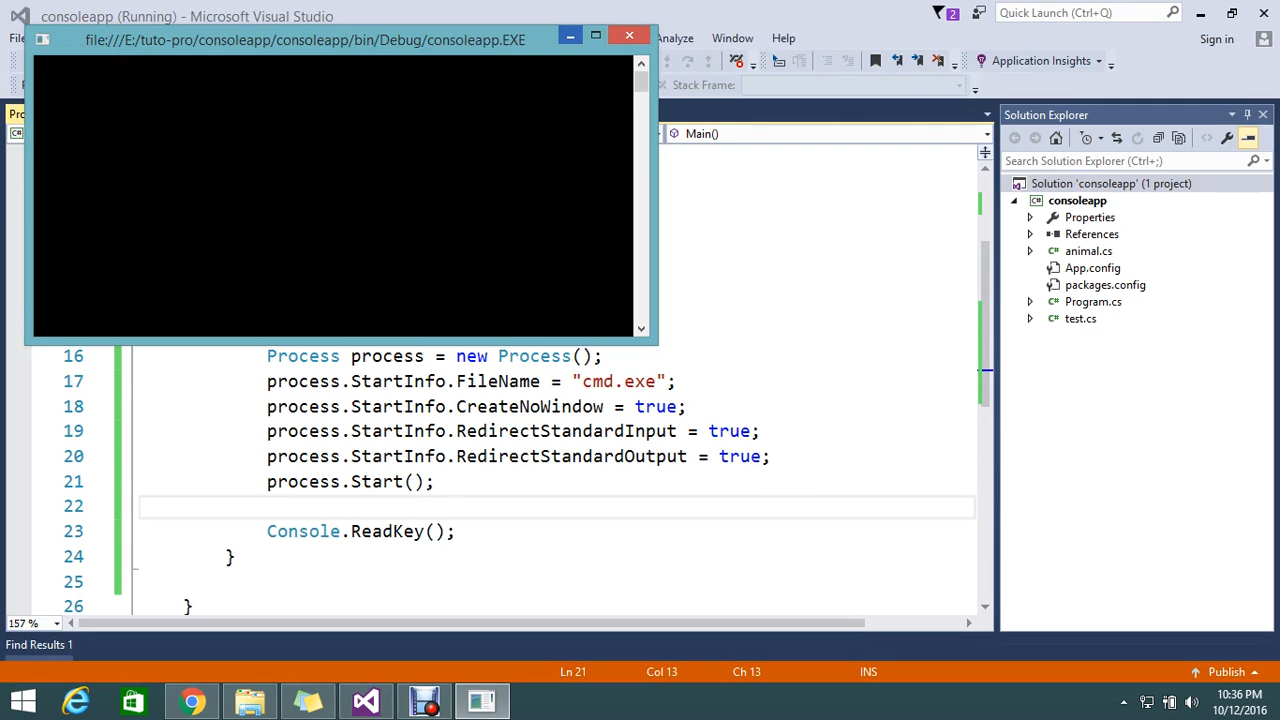 consoleapp (Running) - Microsoft Visual Studio
2
Quick Launch (Ctrl+Q)
file:///E:/tuto-pro/consoleapp/consoleapp/bin/Debug/consoleapp.EXE
Analyze Window Help
Sign in
Application Insights
Stack Frame:
Main()
Solution Explorer
Search Solution Explorer (Ctrl+;)
Solution 'consoleapp' (1 project)
consoleapp
Properties
References
animal.cs
App.config
packages.config
Program.cs
test.cs
16 Process process = new Process();
17 process.StartInfo.FileName = "cmd.exe";
18 process.StartInfo.CreateNoWindow = true;
19 process.StartInfo.RedirectStandardInput = true;
20 process.StartInfo.RedirectStandardOutput = true;
21 process.Start();
22
23 Console.ReadKey();
24 }
25
26 }
157 %
Find Results 1
Ln 21 Col 13 Ch 13 INS Publish
10:36 PM
10/12/2016